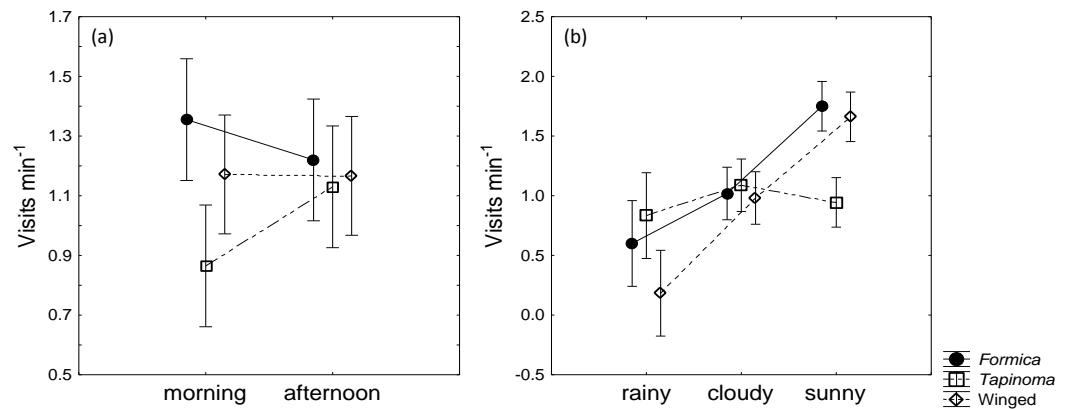 (a)
Visits min-1
1.7
1.5
1.3
1.1
0.9
0.7
0.5
morning afternoon
(b)
Visits min-1
2.5
2.0
1.5
1.0
0.5
0.0
-0.5
rainy cloudy sunny
Formica
Tapinoma
Winged